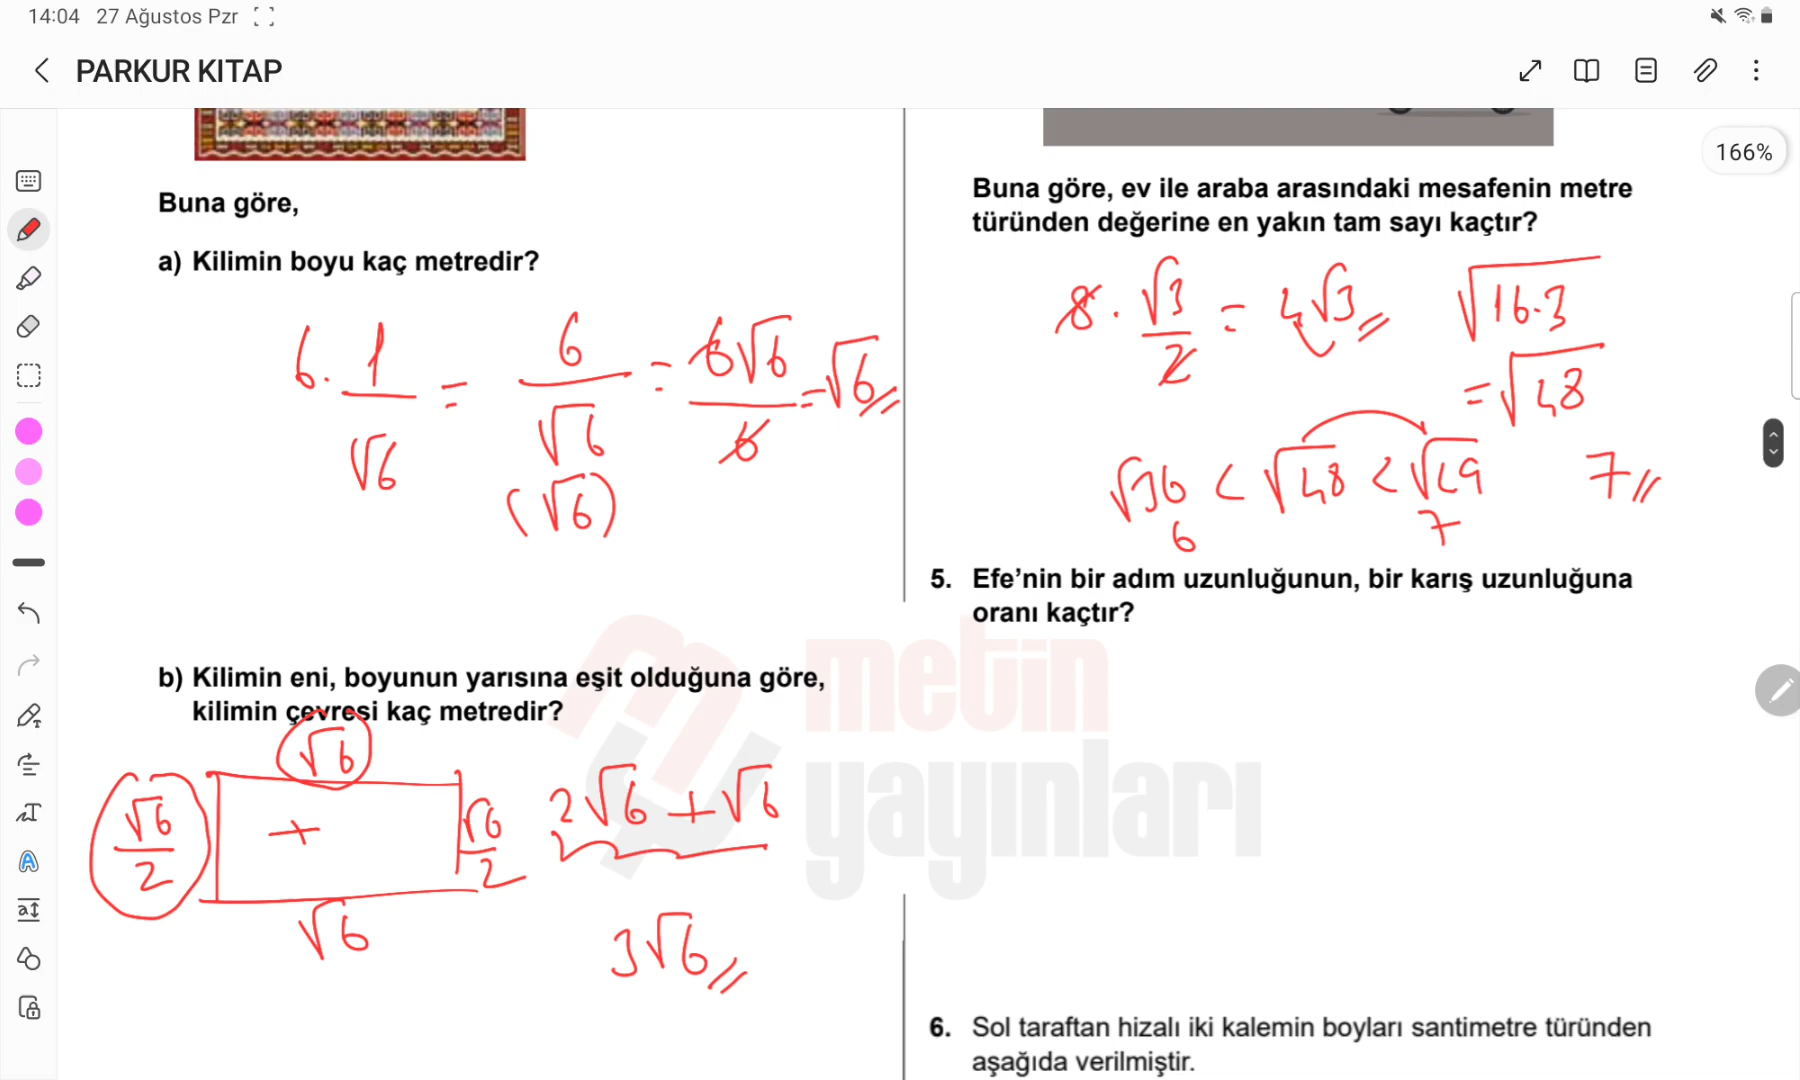 14:04 27 Ağustos Pzr
PARKUR KITAP
166%
Buna göre,
a) Kilimin boyu kaç metredir?
6 · 1/√6 = 6/√6 = 6√6/6 = √6
(√6)
b) Kilimin eni, boyunun yarısına eşit olduğuna göre,
kilimin çevresi kaç metredir?
√6
√6/2 + √6/2 2√6 + √6
√6
3√6
Buna göre, ev ile araba arasındaki mesafenin metre
türünden değerine en yakın tam sayı kaçtır?
8 · √3/2 = 4√3 √16·3
= √48
√36 < √48 < √49 7
6 7
5. Efe’nin bir adım uzunluğunun, bir karış uzunluğuna
oranı kaçtır?
metin
yayınları
6. Sol taraftan hizalı iki kalemin boyları santimetre türünden
aşağıda verilmiştir.